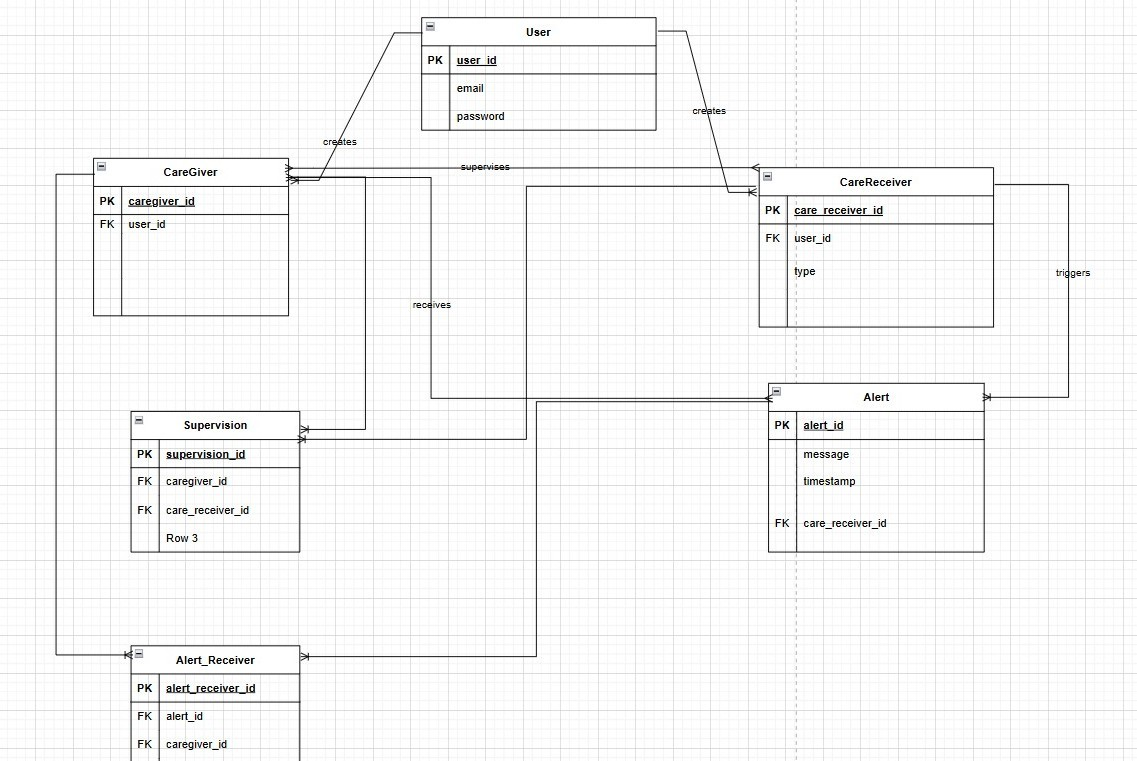 User
PK user_id
email
password
creates
creates
supervises
CareGiver
PK caregiver_id
FK user_id
CareReceiver
PK care_receiver_id
FK user_id
type
triggers
receives
Supervision
PK supervision_id
FK caregiver_id
FK care_receiver_id
Row 3
Alert
PK alert_id
message
timestamp
FK care_receiver_id
Alert_Receiver
PK alert_receiver_id
FK alert_id
FK caregiver_id